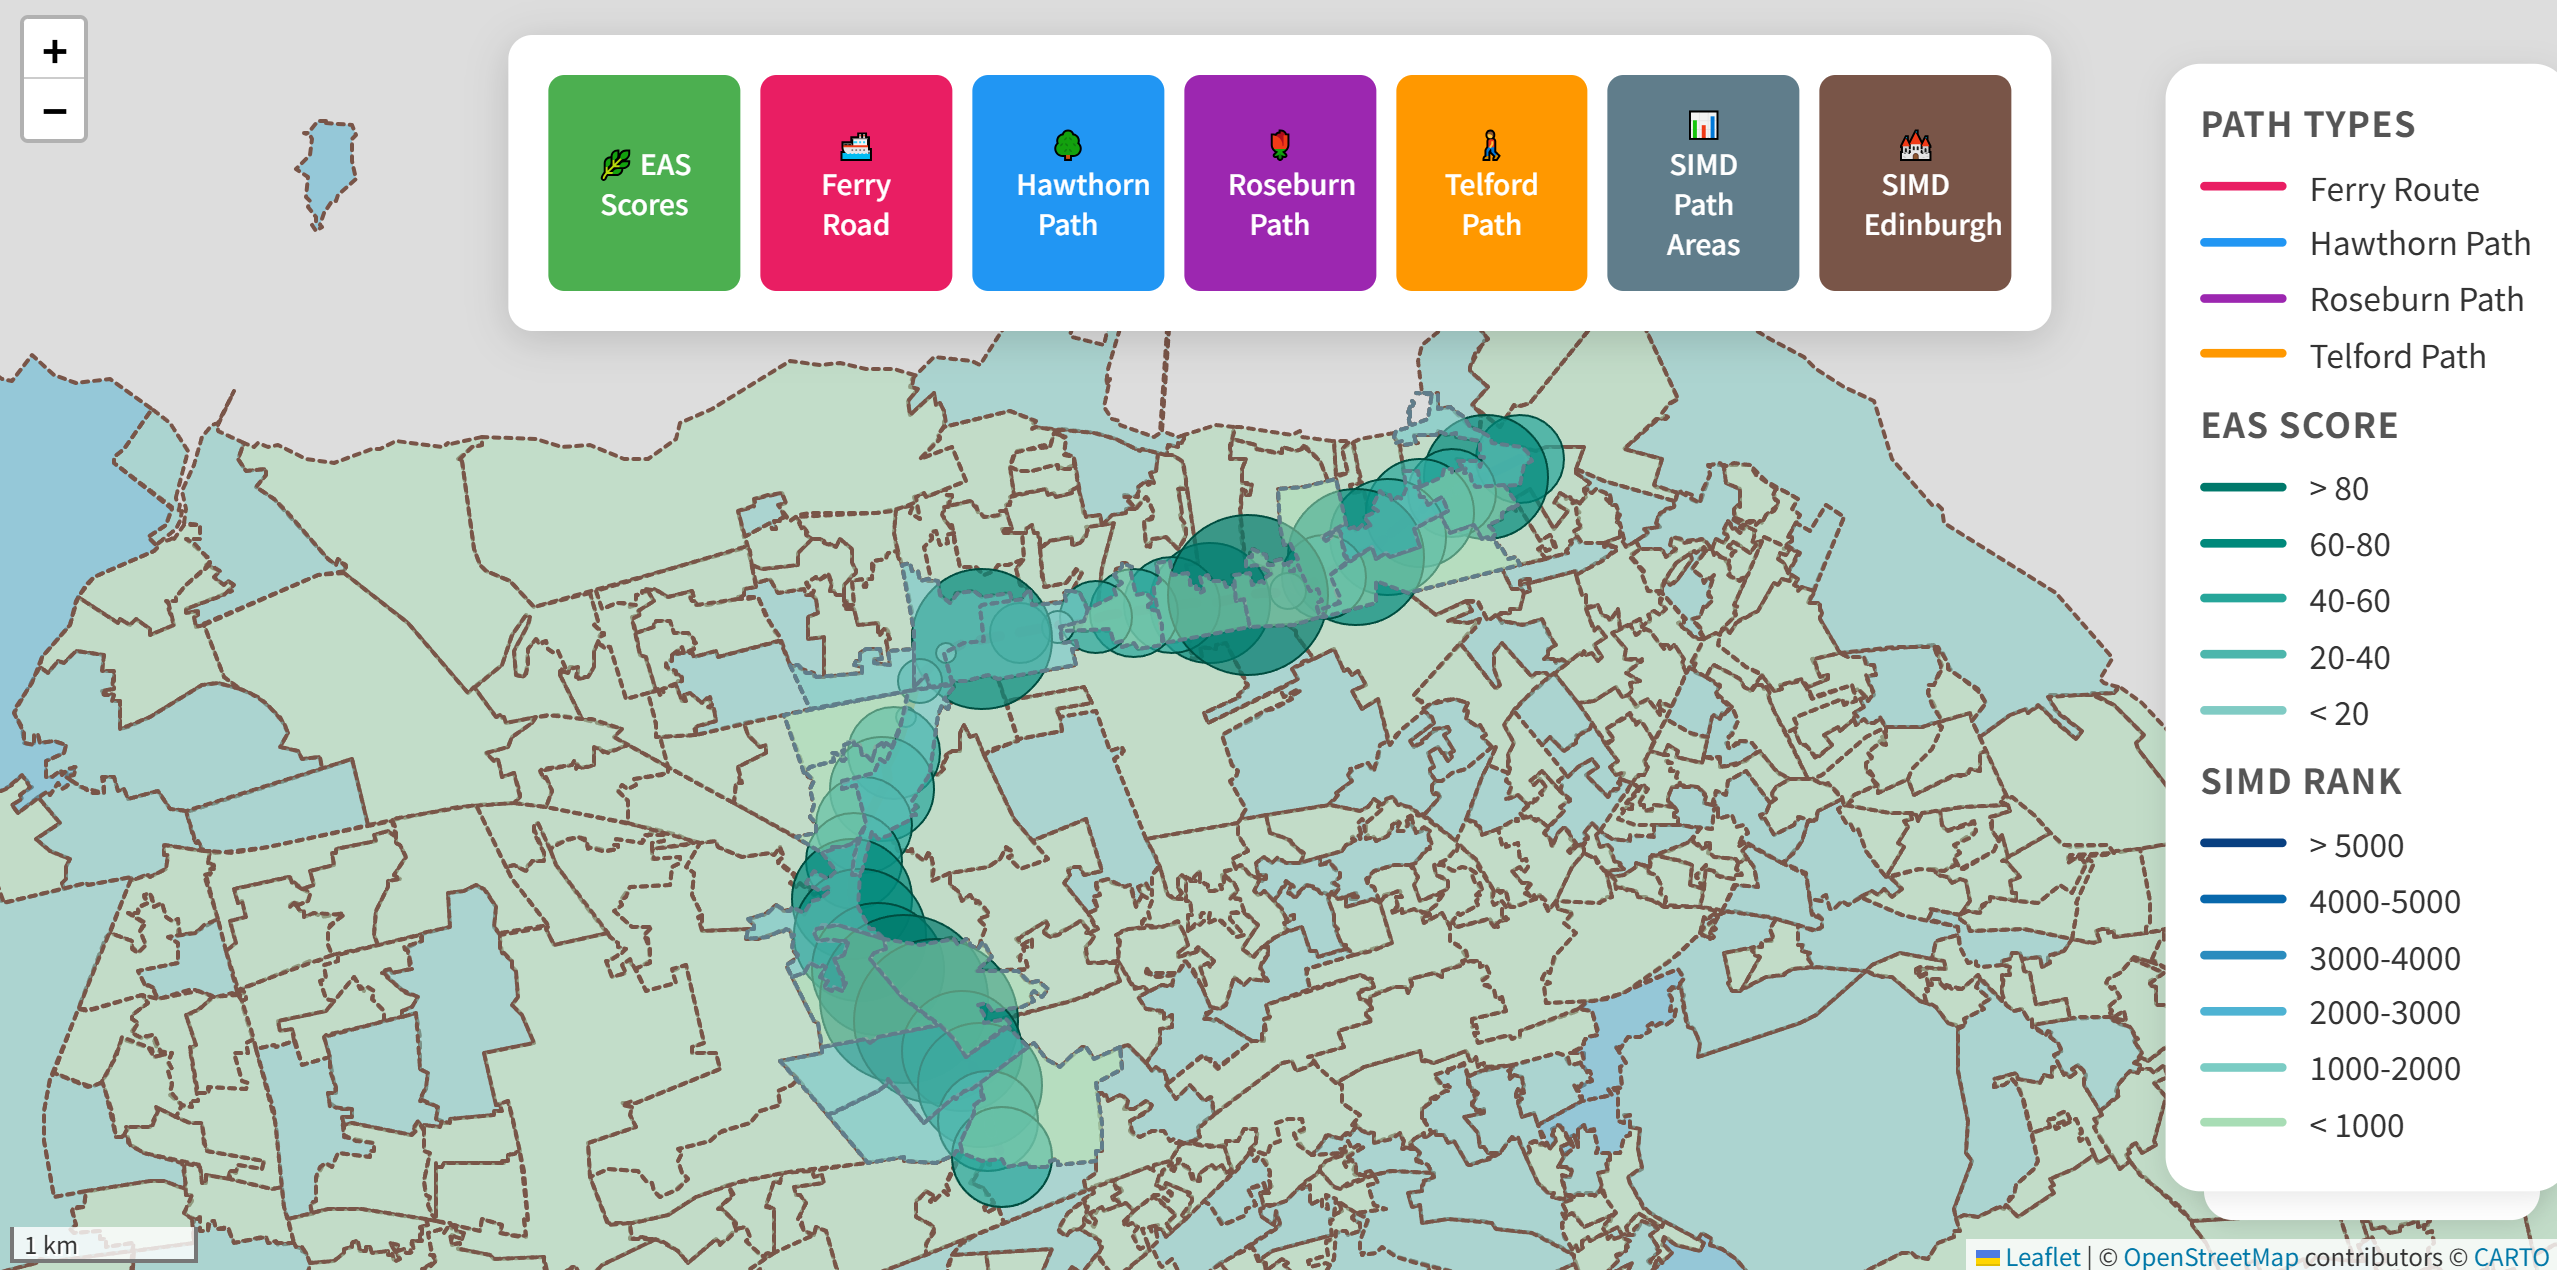 +
−
🌿 EAS
Scores
Ferry
Road
Hawthorn
Path
Roseburn
Path
Telford
Path
SIMD
Path
Areas
SIMD
Edinburgh
PATH TYPES
Ferry Route
Hawthorn Path
Roseburn Path
Telford Path
EAS SCORE
> 80
60-80
40-60
20-40
< 20
SIMD RANK
> 5000
4000-5000
3000-4000
2000-3000
1000-2000
< 1000
1 km
Leaflet | © OpenStreetMap contributors © CARTO